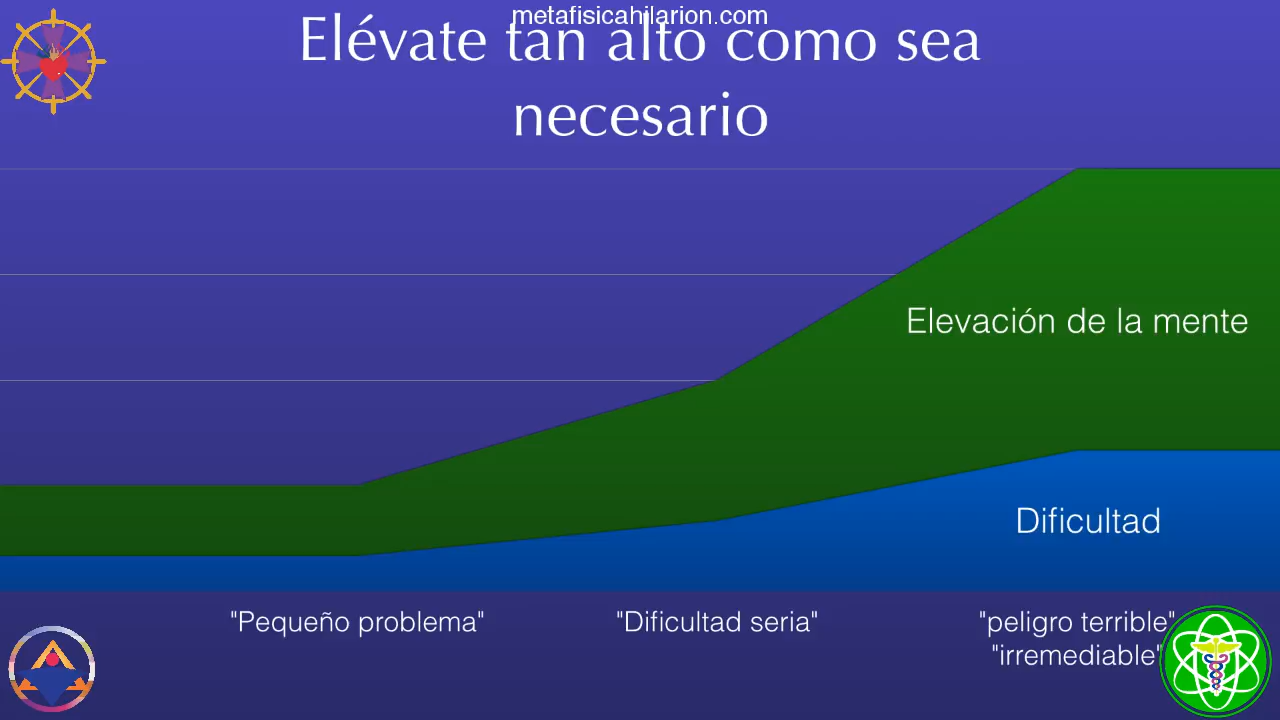 metafisicahilarion.com
Elévate tan alto como sea
necesario
Elevación de la mente
Dificultad
"Pequeño problema"
"Dificultad seria"
"peligro terrible"
"irremediable"